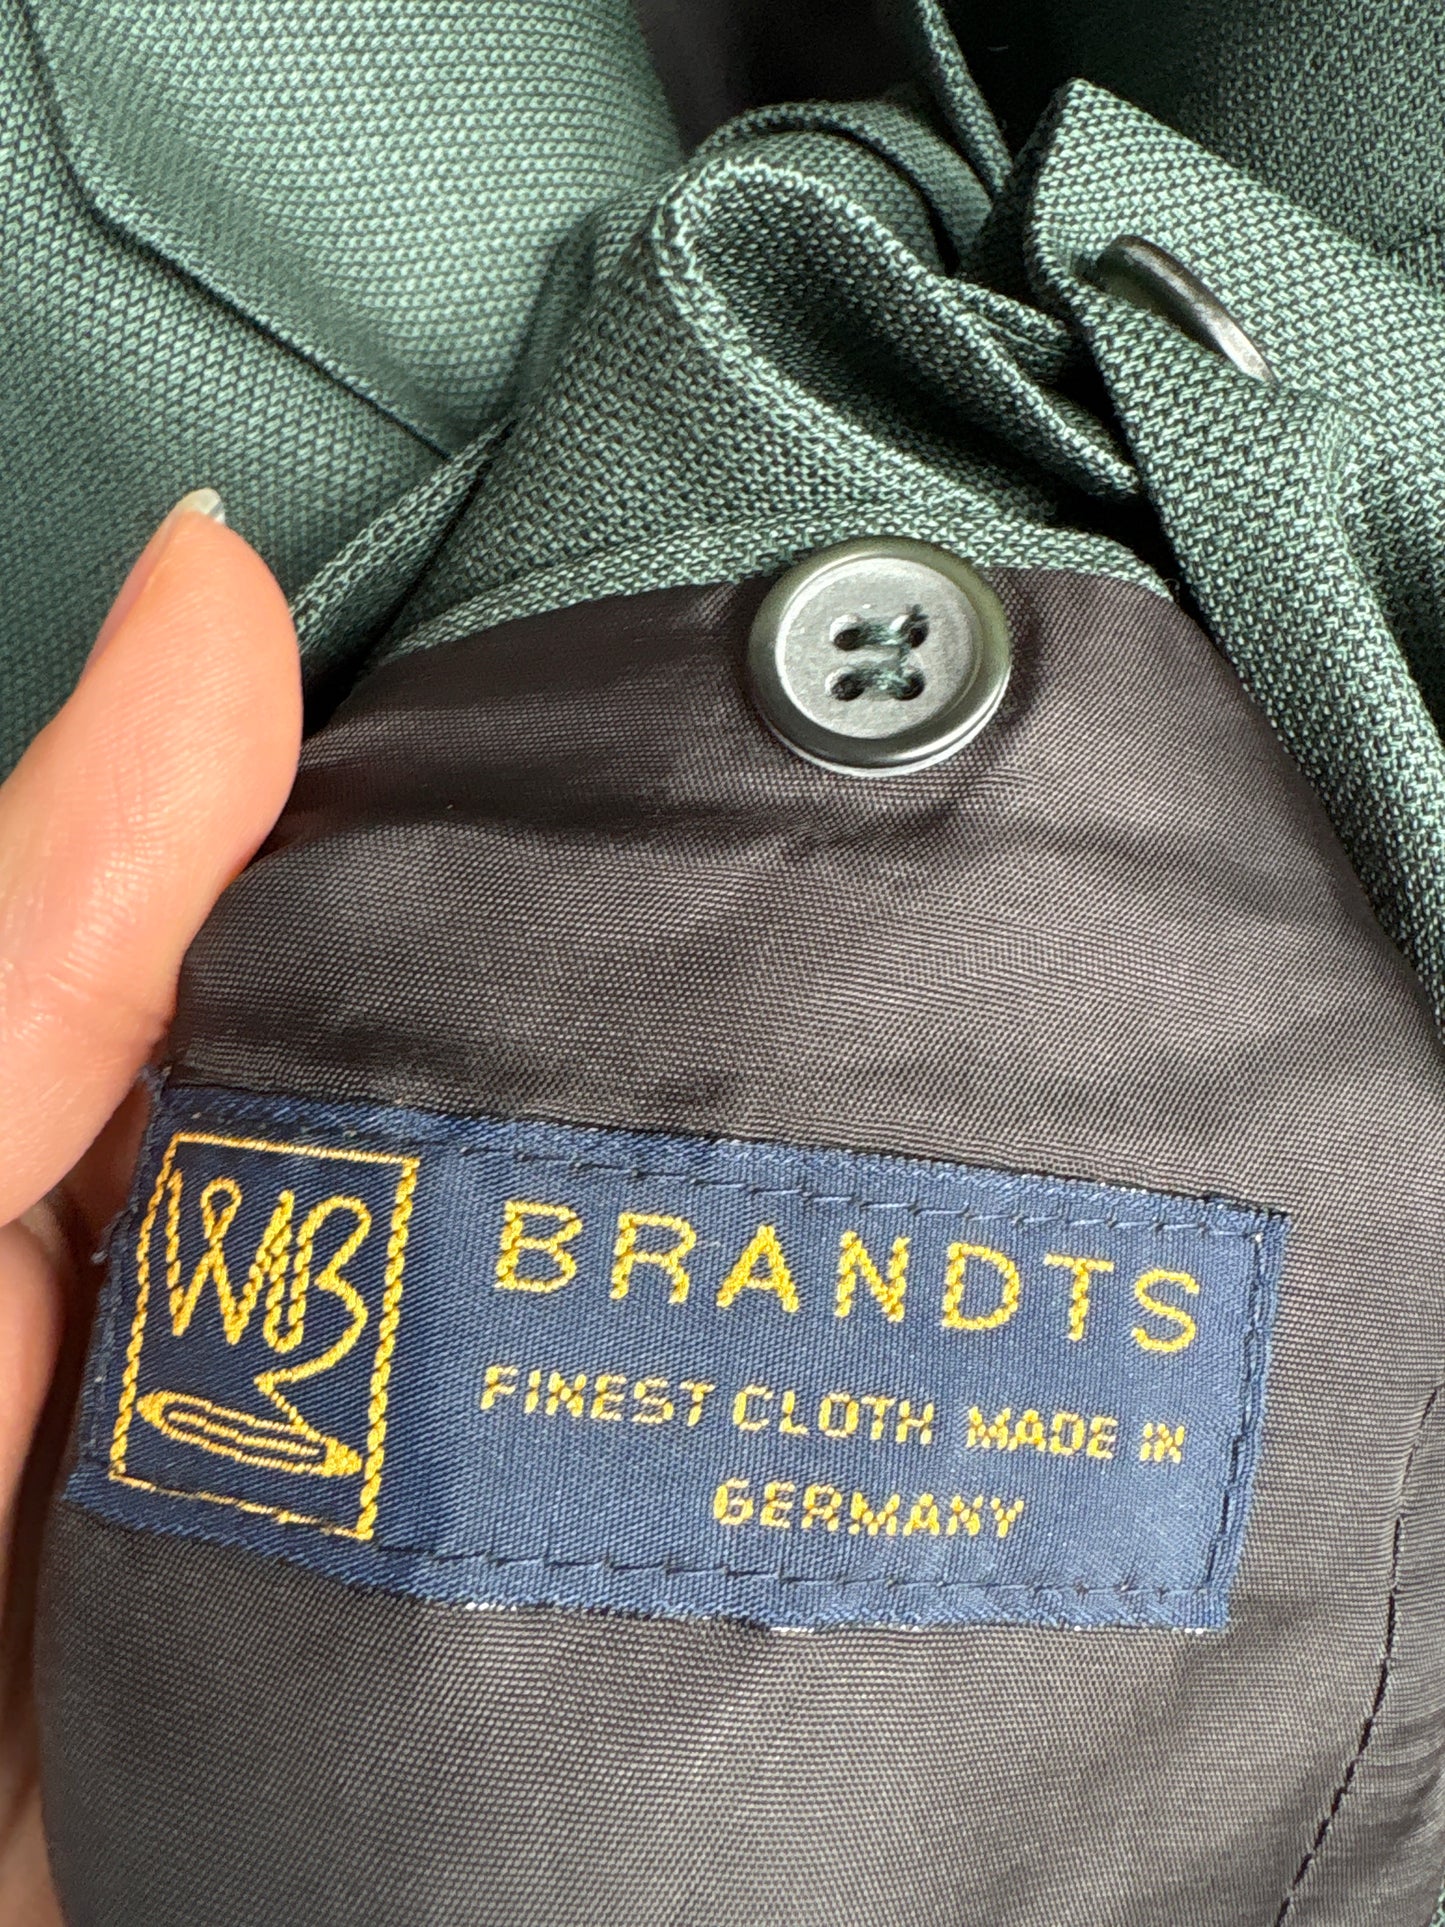 WB
BRANDTS
FINEST CLOTH MADE IN
GERMANY